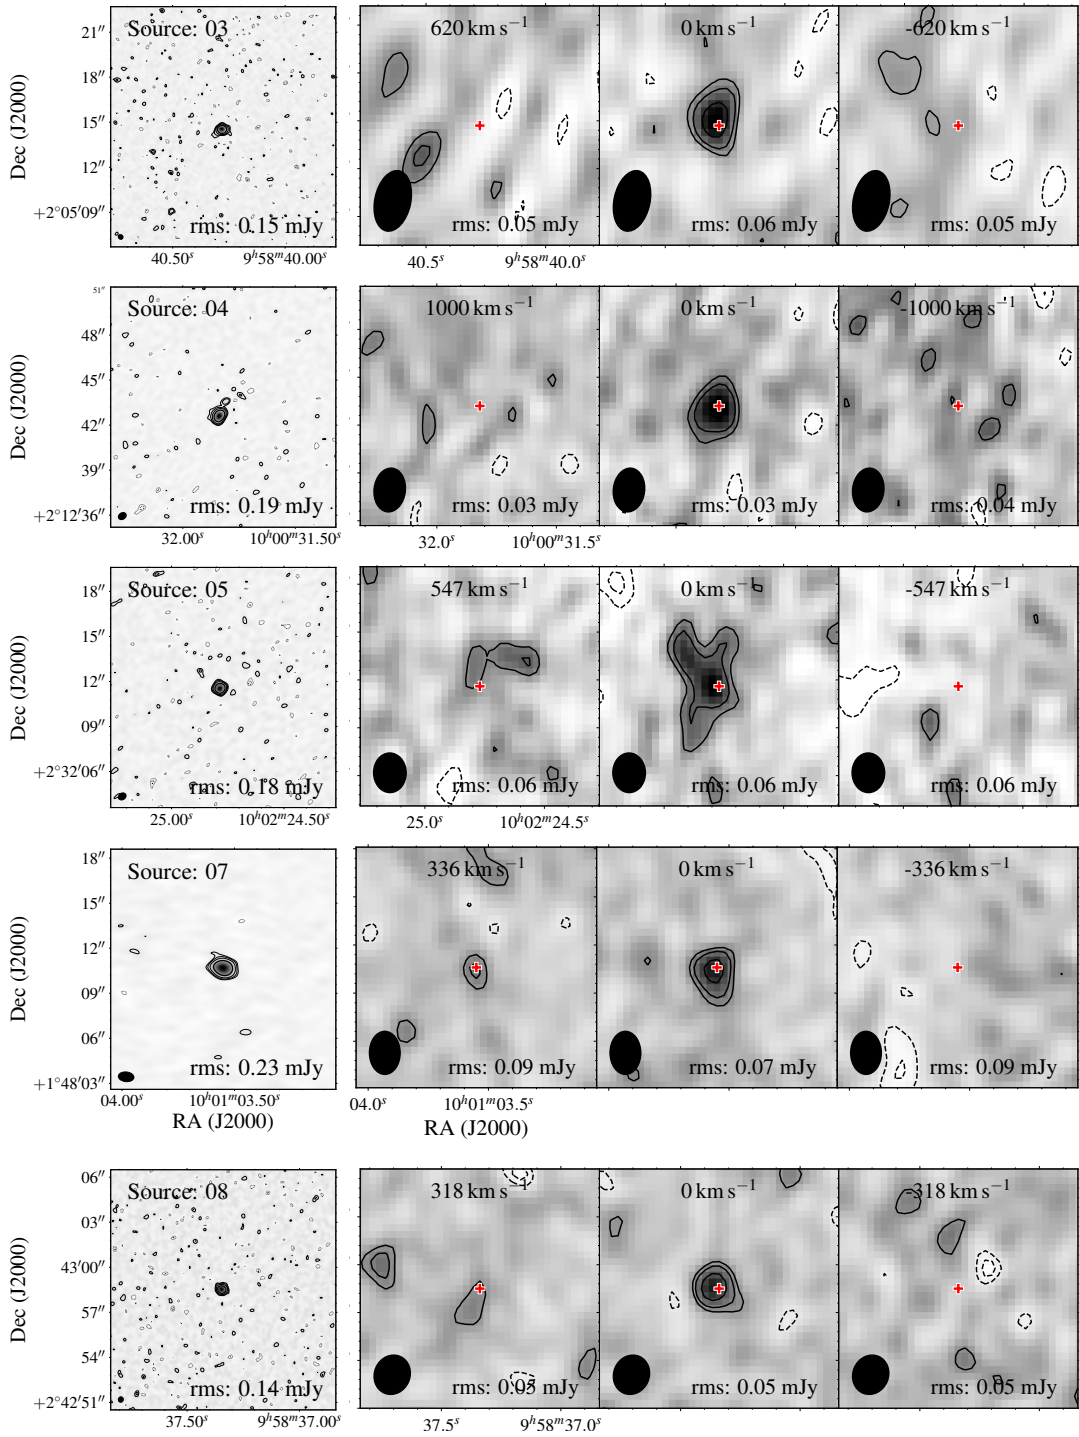 Source: 03
620 km s⁻¹
0 km s⁻¹
-620 km s⁻¹
21″
18″
15″
12″
+2°05′09″
Dec (J2000)
rms: 0.15 mJy
rms: 0.05 mJy
rms: 0.06 mJy
rms: 0.05 mJy
40.50ˢ
9ʰ58ᵐ40.00ˢ
40.5ˢ
9ʰ58ᵐ40.0ˢ
Source: 04
1000 km s⁻¹
0 km s⁻¹
-1000 km s⁻¹
51″
48″
45″
42″
39″
+2°12′36″
Dec (J2000)
rms: 0.19 mJy
rms: 0.03 mJy
rms: 0.03 mJy
rms: 0.04 mJy
32.00ˢ
10ʰ00ᵐ31.50ˢ
32.0ˢ
10ʰ00ᵐ31.5ˢ
Source: 05
547 km s⁻¹
0 km s⁻¹
-547 km s⁻¹
18″
15″
12″
09″
+2°32′06″
Dec (J2000)
rms: 0.18 mJy
rms: 0.06 mJy
rms: 0.06 mJy
rms: 0.06 mJy
25.00ˢ
10ʰ02ᵐ24.50ˢ
25.0ˢ
10ʰ02ᵐ24.5ˢ
Source: 07
336 km s⁻¹
0 km s⁻¹
-336 km s⁻¹
18″
15″
12″
09″
06″
+1°48′03″
Dec (J2000)
rms: 0.23 mJy
rms: 0.09 mJy
rms: 0.07 mJy
rms: 0.09 mJy
04.00ˢ
10ʰ01ᵐ03.50ˢ
04.0ˢ
10ʰ01ᵐ03.5ˢ
RA (J2000)
RA (J2000)
Source: 08
318 km s⁻¹
0 km s⁻¹
-318 km s⁻¹
06″
03″
43′00″
57″
54″
+2°42′51″
Dec (J2000)
rms: 0.14 mJy
rms: 0.05 mJy
rms: 0.05 mJy
rms: 0.05 mJy
37.50ˢ
9ʰ58ᵐ37.00ˢ
37.5ˢ
9ʰ58ᵐ37.0ˢ